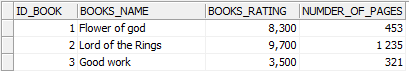 ID_BOOK BOOKS_NAME BOOKS_RATING NUMDER_OF_PAGES
1 Flower of god 8,300 453
2 Lord of the Rings 9,700 1 235
3 Good work 3,500 321